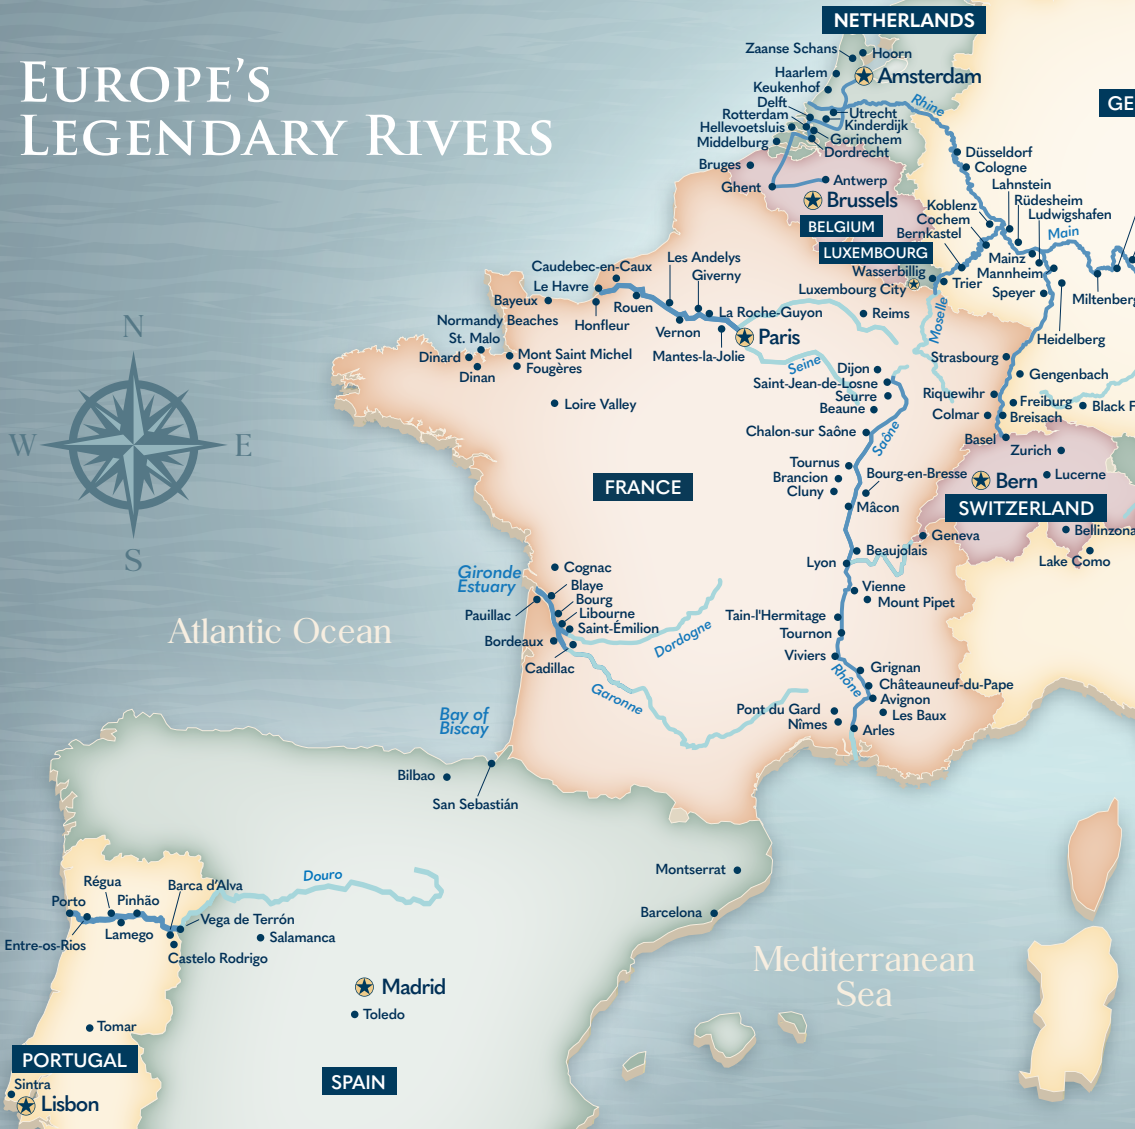 EUROPE'S
LEGENDARY RIVERS
NETHERLANDS
Zaanse Schans
Hoorn
Haarlem
Amsterdam
Keukenhof
Delft
Rhine
Rotterdam
Utrecht
Hellevoetsluis
Kinderdijk
Middelburg
Gorinchem
Dordrecht
Bruges
Ghent
Antwerp
Brussels
BELGIUM
LUXEMBOURG
GE
Düsseldorf
Cologne
Lahnstein
Rüdesheim
Koblenz
Ludwigshafen
Cochem
Bernkastel
Main
Mainz
Wasserbillig
Mannheim
Trier
Luxembourg City
Speyer
Miltenberg
Moselle
Heidelberg
Caudebec-en-Caux
Les Andelys
Le Havre
Giverny
Bayeux
Rouen
La Roche-Guyon
Reims
Normandy Beaches
Honfleur
Vernon
Paris
St. Malo
Mantes-la-Jolie
Dinard
Mont Saint Michel
Fougères
Dinan
Seine
Strasbourg
Dijon
Gengenbach
Saint-Jean-de-Losne
Seurre
Riquewihr
Freiburg
Black F
Beaune
Colmar
Breisach
Loire Valley
Chalon-sur Saône
Saône
Basel
Zurich
N
W
E
S
Tournus
Bourg-en-Bresse
Bern
Lucerne
Brancion
Cluny
FRANCE
Mâcon
SWITZERLAND
Geneva
Bellinzona
Beaujolais
Lyon
Lake Como
Cognac
Gironde
Estuary
Blaye
Vienne
Bourg
Mount Pipet
Pauillac
Libourne
Tain-l'Hermitage
Saint-Émilion
Atlantic Ocean
Bordeaux
Dordogne
Tournon
Cadillac
Viviers
Rhône
Grignan
Garonne
Châteauneuf-du-Pape
Avignon
Pont du Gard
Les Baux
Bay of
Biscay
Nîmes
Arles
Bilbao
San Sebastián
Montserrat
Barcelona
Douro
Régua
Barca d'Alva
Porto
Pinhão
Vega de Terrón
Entre-os-Rios
Lamego
Salamanca
Castelo Rodrigo
Mediterranean
Sea
Madrid
Toledo
Tomar
PORTUGAL
SPAIN
Sintra
Lisbon